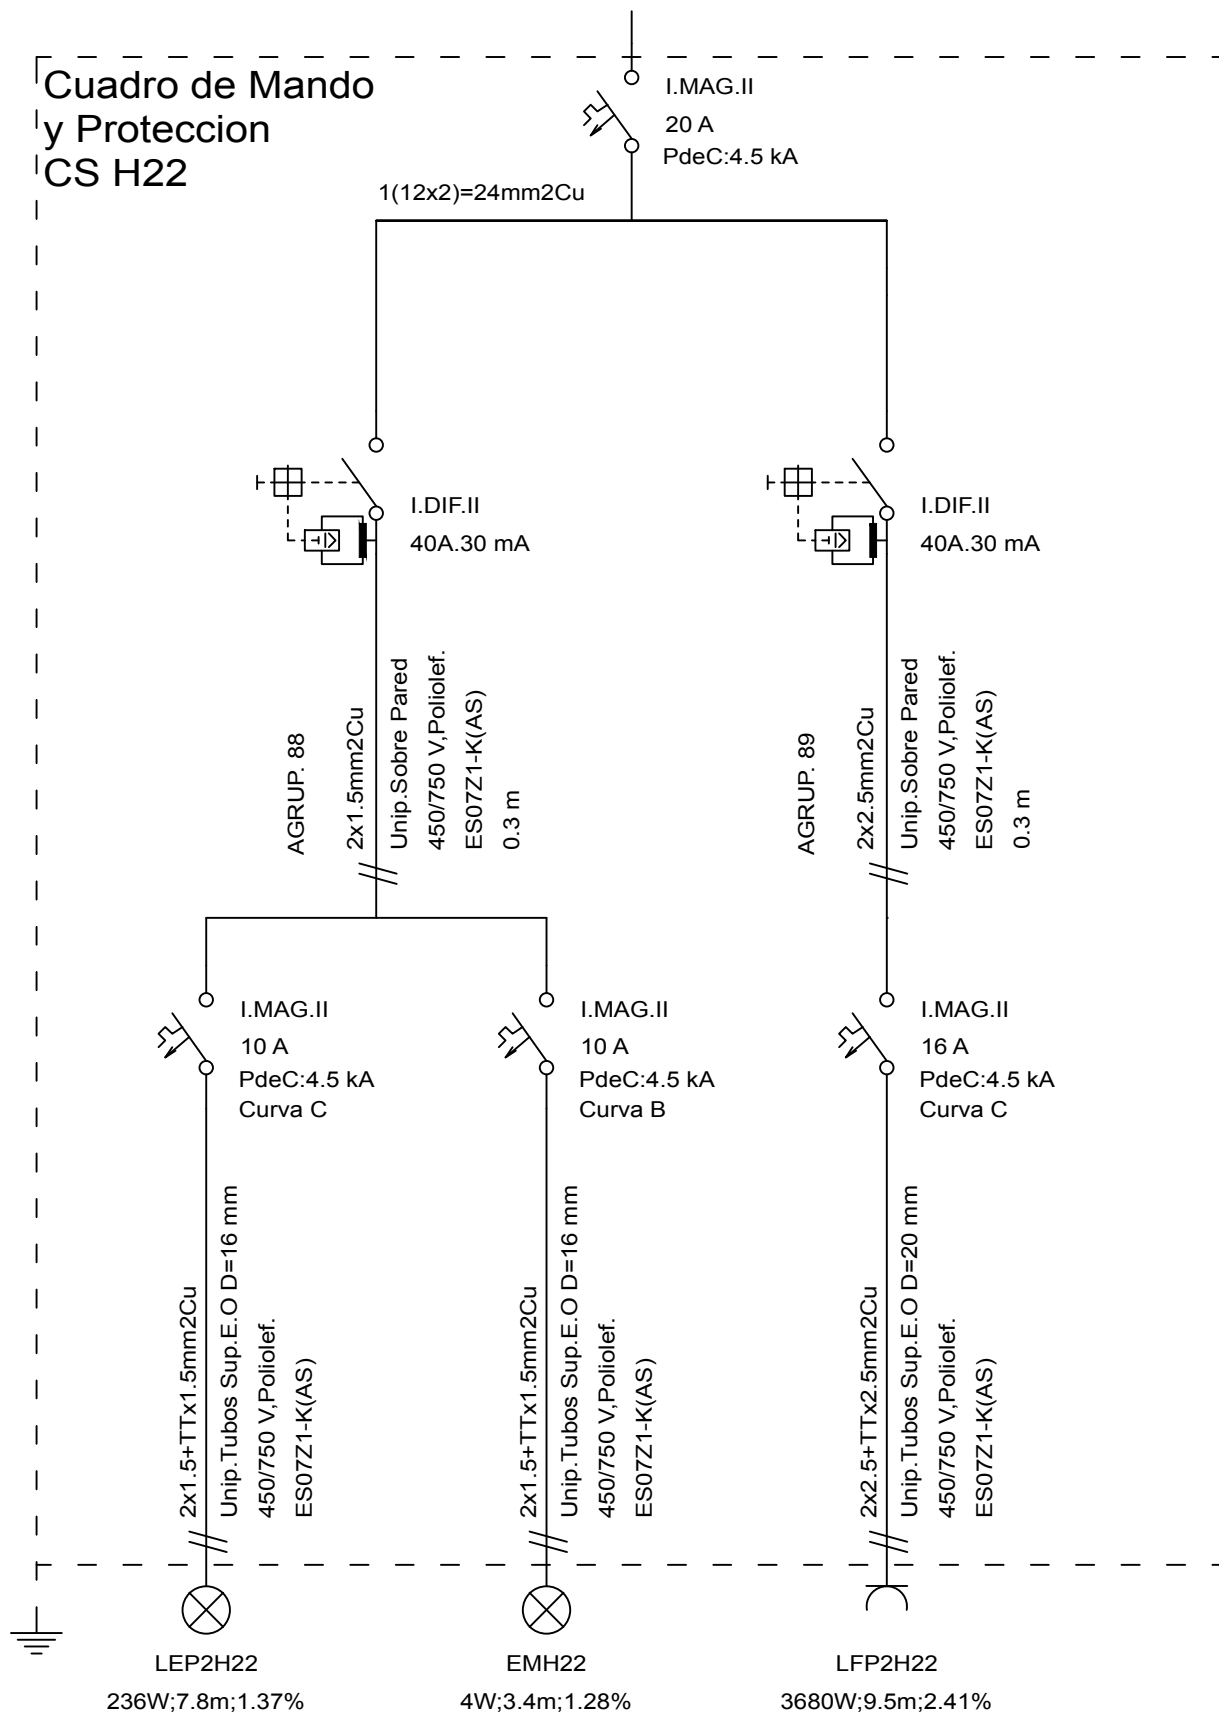 Cuadro de Mando
y Proteccion
CS H22
I.MAG.II
20 A
PdeC:4.5 kA
1(12x2)=24mm2Cu
I.DIF.II
40A.30 mA
I.DIF.II
40A.30 mA
AGRUP. 88
2x1.5mm2Cu
Unip.Sobre Pared
450/750 V,Poliolef.
ES07Z1-K(AS)
0.3 m
AGRUP. 89
2x2.5mm2Cu
Unip.Sobre Pared
450/750 V,Poliolef.
ES07Z1-K(AS)
0.3 m
I.MAG.II
10 A
PdeC:4.5 kA
Curva C
I.MAG.II
10 A
PdeC:4.5 kA
Curva B
I.MAG.II
16 A
PdeC:4.5 kA
Curva C
2x1.5+TTx1.5mm2Cu
Unip.Tubos Sup.E.O D=16 mm
450/750 V,Poliolef.
ES07Z1-K(AS)
2x1.5+TTx1.5mm2Cu
Unip.Tubos Sup.E.O D=16 mm
450/750 V,Poliolef.
ES07Z1-K(AS)
2x2.5+TTx2.5mm2Cu
Unip.Tubos Sup.E.O D=20 mm
450/750 V,Poliolef.
ES07Z1-K(AS)
LEP2H22
236W;7.8m;1.37%
EMH22
4W;3.4m;1.28%
LFP2H22
3680W;9.5m;2.41%